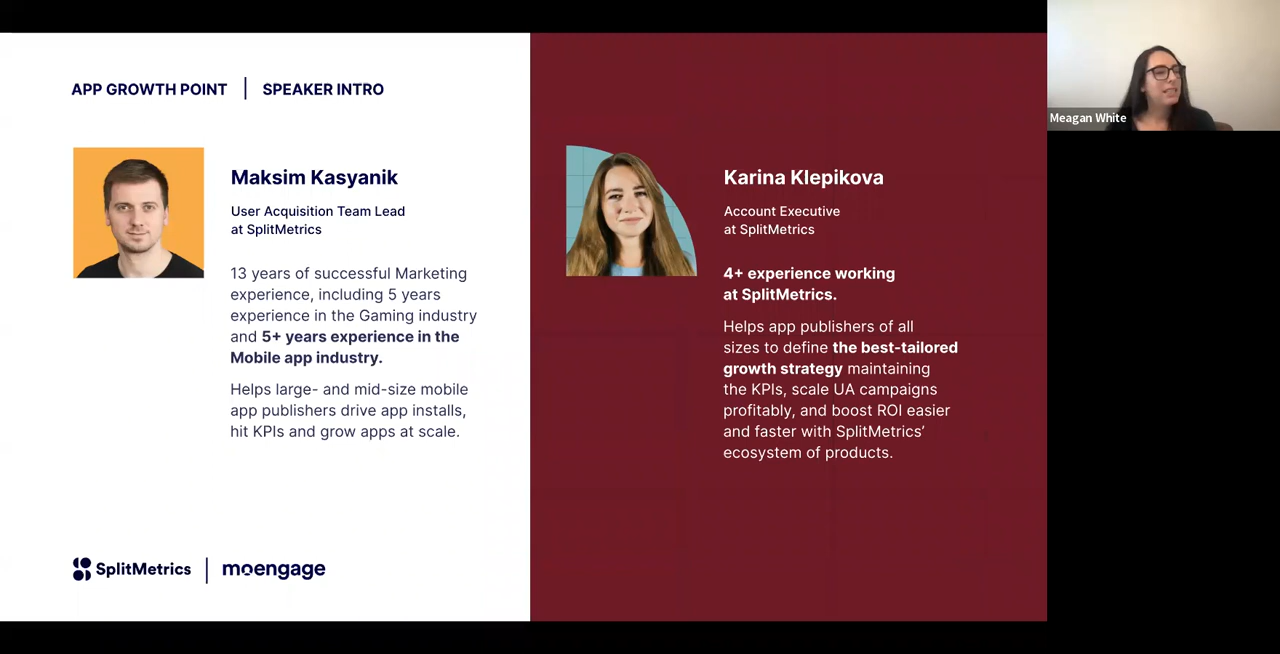 APP GROWTH POINT | SPEAKER INTRO
Maksim Kasyanik
User Acquisition Team Lead
at SplitMetrics
13 years of successful Marketing
experience, including 5 years
experience in the Gaming industry
and 5+ years experience in the
Mobile app industry.
Helps large- and mid-size mobile
app publishers drive app installs,
hit KPIs and grow apps at scale.
SplitMetrics | moengage
Karina Klepikova
Account Executive
at SplitMetrics
4+ experience working
at SplitMetrics.
Helps app publishers of all
sizes to define the best-tailored
growth strategy maintaining
the KPIs, scale UA campaigns
profitably, and boost ROI easier
and faster with SplitMetrics’
ecosystem of products.
Meagan White